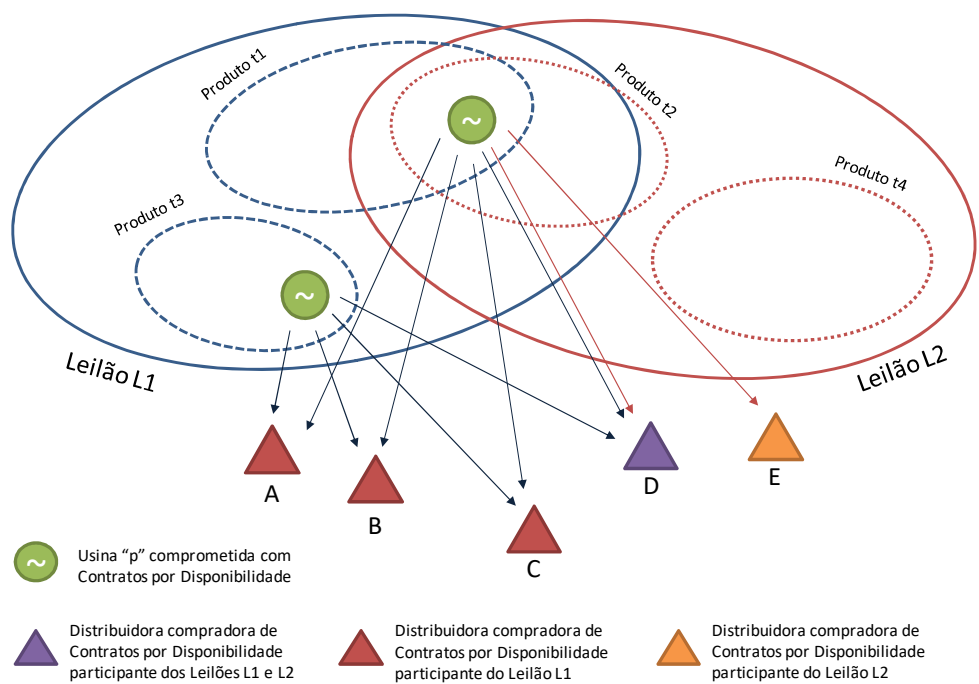 Produto t1
Produto t2
Produto t4
Produto t3
~
~
Leilão L1
Leilão L2
A
B
C
D
E
~
Usina “p” comprometida com
Contratos por Disponibilidade
Distribuidora compradora de
Contratos por Disponibilidade
participante dos Leilões L1 e L2
Distribuidora compradora de
Contratos por Disponibilidade
participante do Leilão L1
Distribuidora compradora de
Contratos por Disponibilidade
participante do Leilão L2